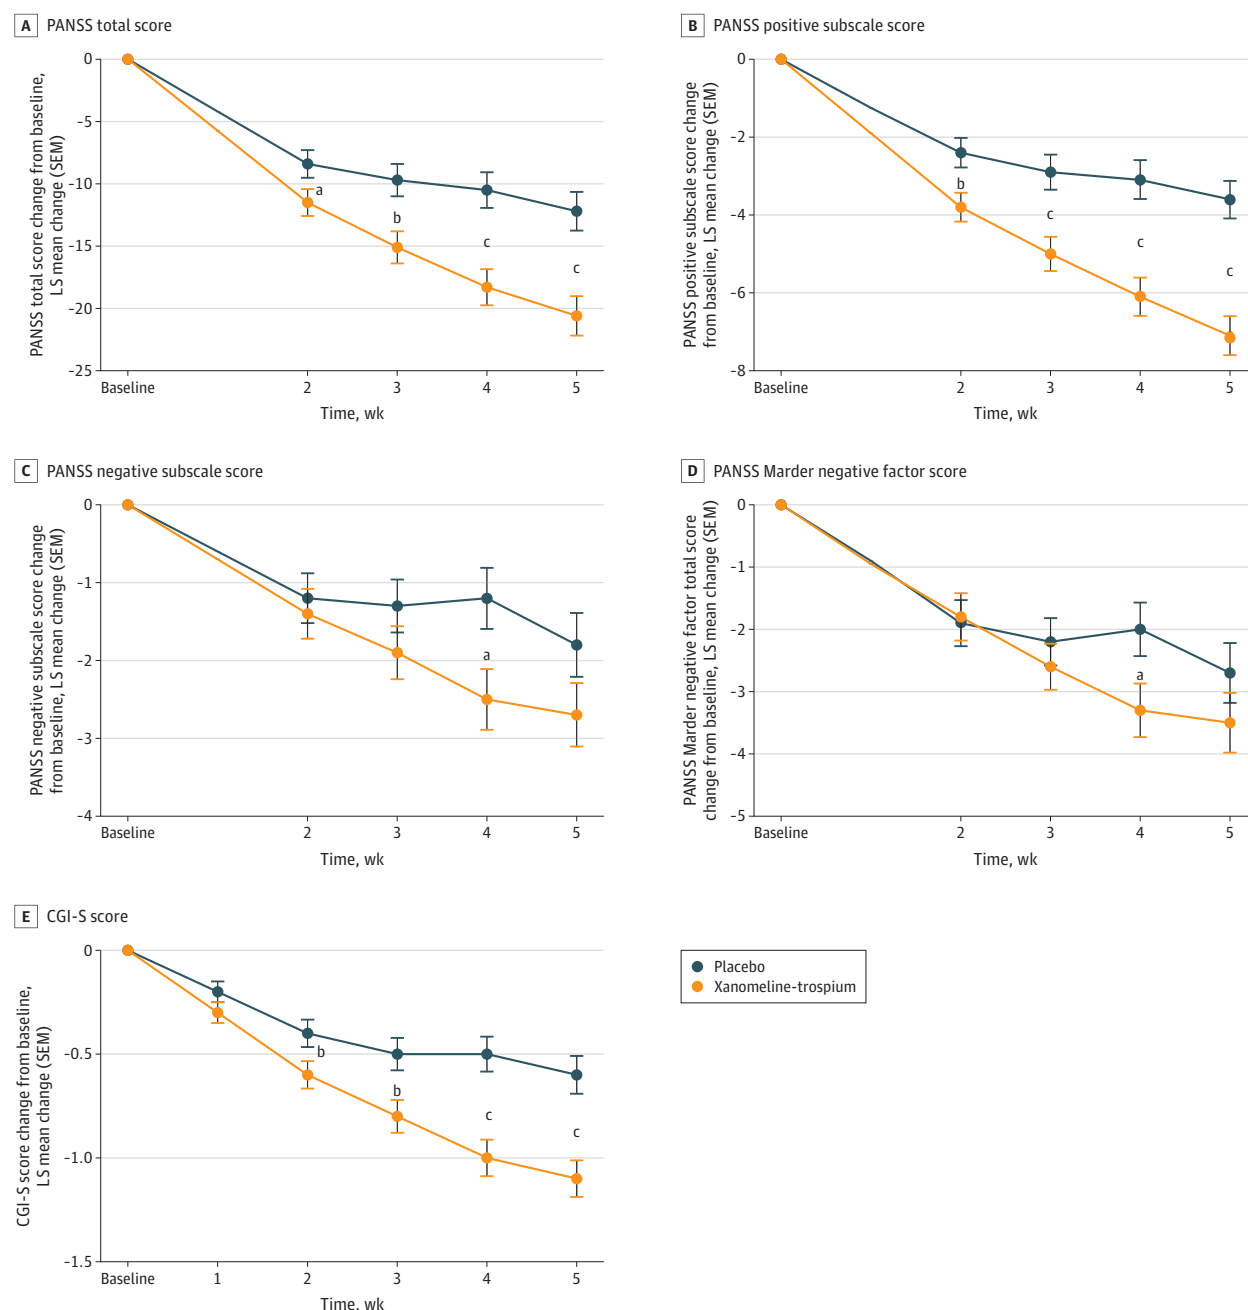 A PANSS total score
PANSS total score change from baseline,
LS mean change (SEM)
0
-5
-10
-15
-20
-25
a
b
c
c
Baseline 2 3 4 5
Time, wk
B PANSS positive subscale score
PANSS positive subscale score change
from baseline, LS mean change (SEM)
0
-2
-4
-6
-8
b
c
c
c
Baseline 2 3 4 5
Time, wk
C PANSS negative subscale score
PANSS negative subscale score change
from baseline, LS mean change (SEM)
0
-1
-2
-3
-4
a
Baseline 2 3 4 5
Time, wk
D PANSS Marder negative factor score
PANSS Marder negative factor total score
change from baseline, LS mean change (SEM)
0
-1
-2
-3
-4
-5
a
Baseline 2 3 4 5
Time, wk
E CGI-S score
CGI-S score change from baseline,
LS mean change (SEM)
0
-0.5
-1.0
-1.5
b
b
c
c
Baseline 1 2 3 4 5
Time, wk
Placebo
Xanomeline-trospium